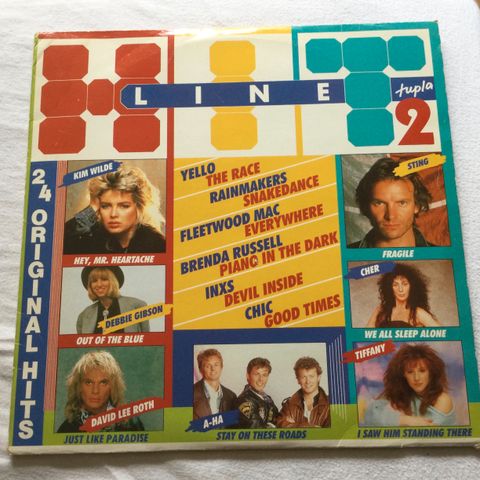 HIT
LINE
tupla
2
24 ORIGINAL HITS
KIM WILDE
HEY, MR. HEARTACHE
DEBBIE GIBSON
OUT OF THE BLUE
DAVID LEE ROTH
JUST LIKE PARADISE
YELLO
THE RACE
RAINMAKERS
SNAKEDANCE
FLEETWOOD MAC
EVERYWHERE
BRENDA RUSSELL
PIANO IN THE DARK
INXS
DEVIL INSIDE
CHIC
GOOD TIMES
A-HA
STAY ON THESE ROADS
STING
FRAGILE
CHER
WE ALL SLEEP ALONE
TIFFANY
I SAW HIM STANDING THERE